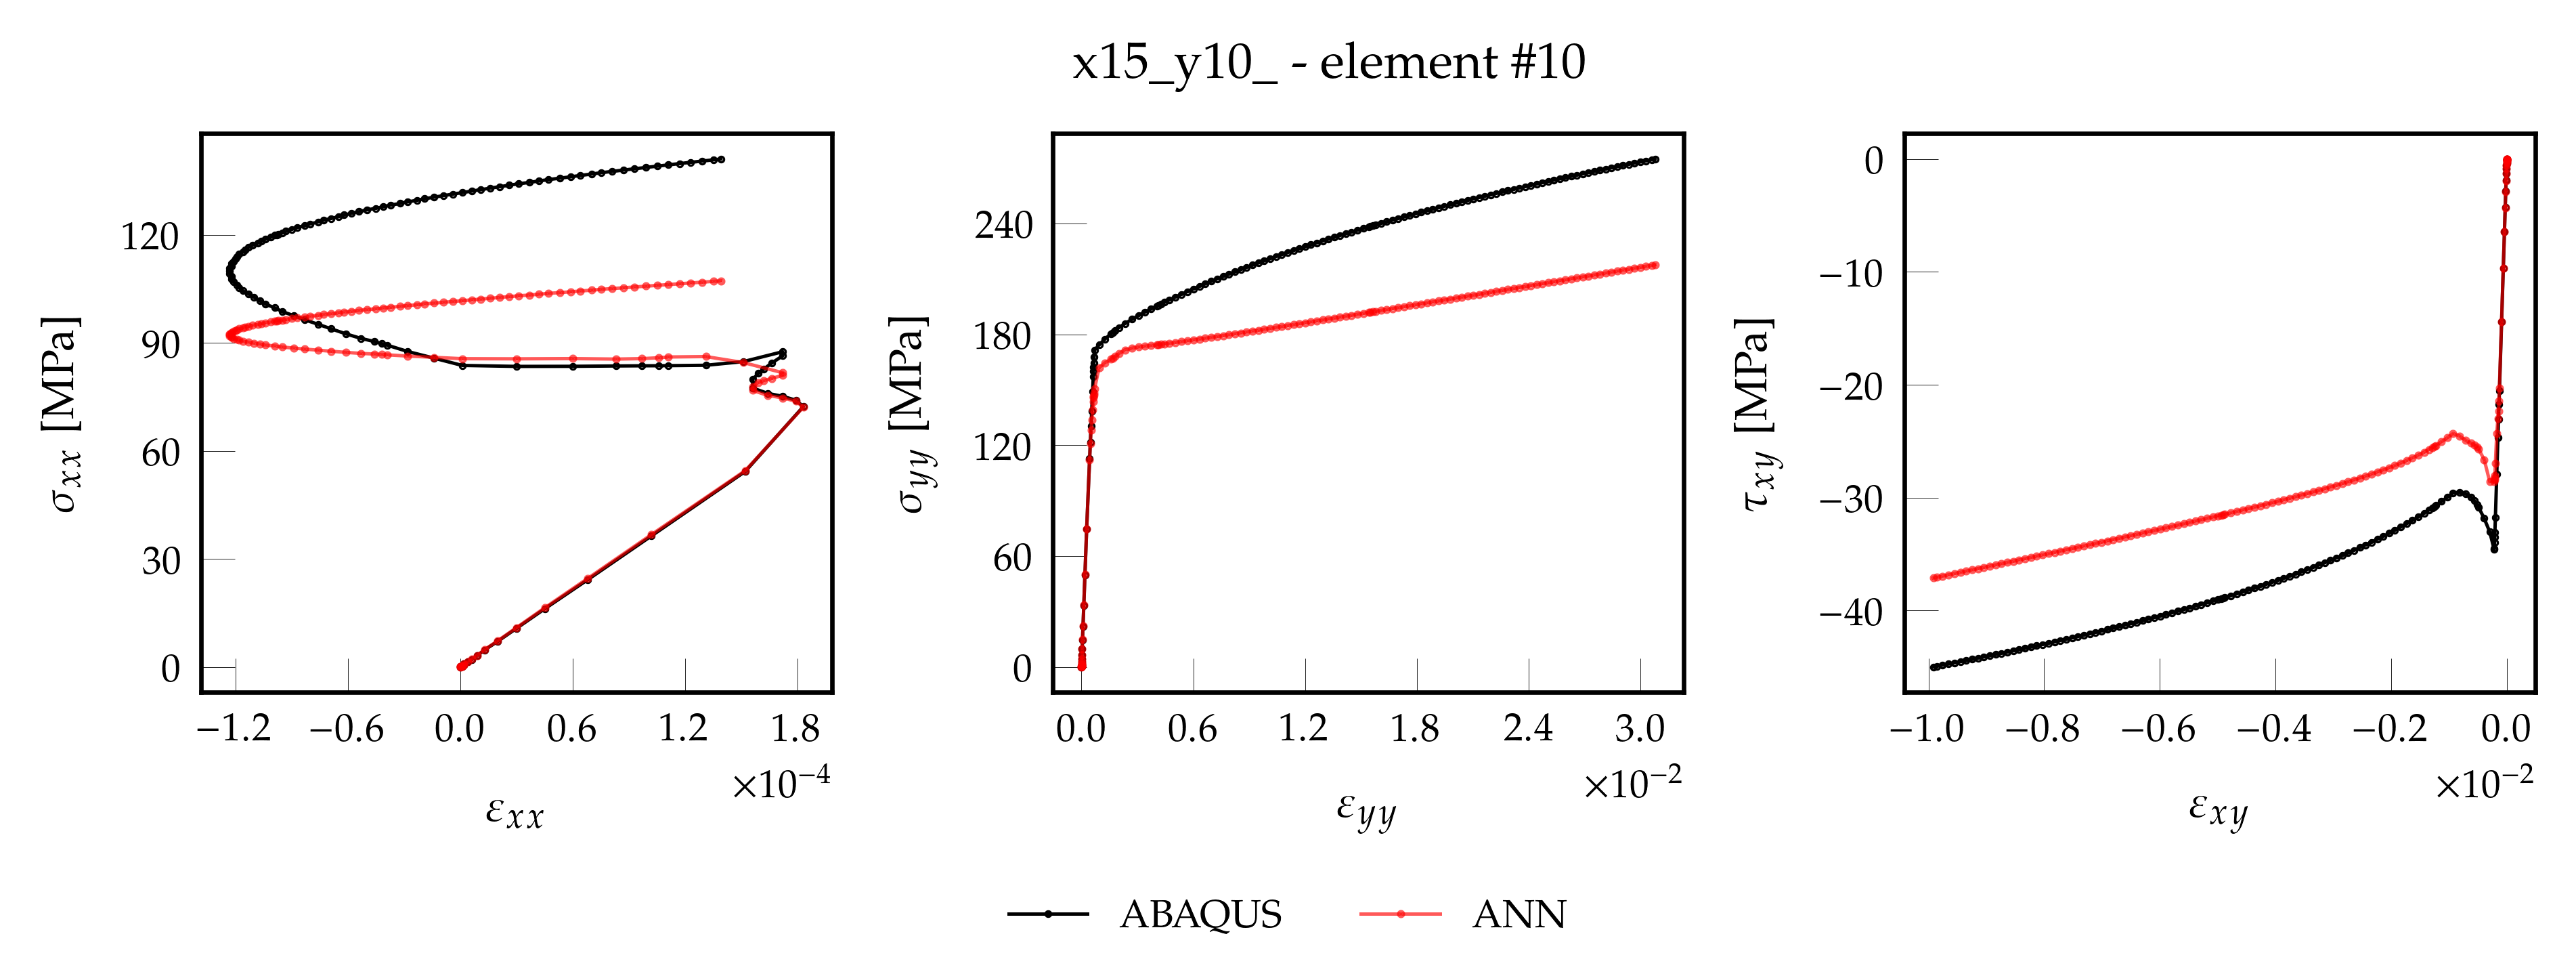 x15_y10_ - element #10
σxx [MPa]
120
90
60
30
0
−1.2 −0.6 0.0 0.6 1.2 1.8
×10−4
εxx
σyy [MPa]
240
180
120
60
0
0.0 0.6 1.2 1.8 2.4 3.0
×10−2
εyy
τxy [MPa]
0
−10
−20
−30
−40
−1.0 −0.8 −0.6 −0.4 −0.2 0.0
×10−2
εxy
ABAQUS ANN